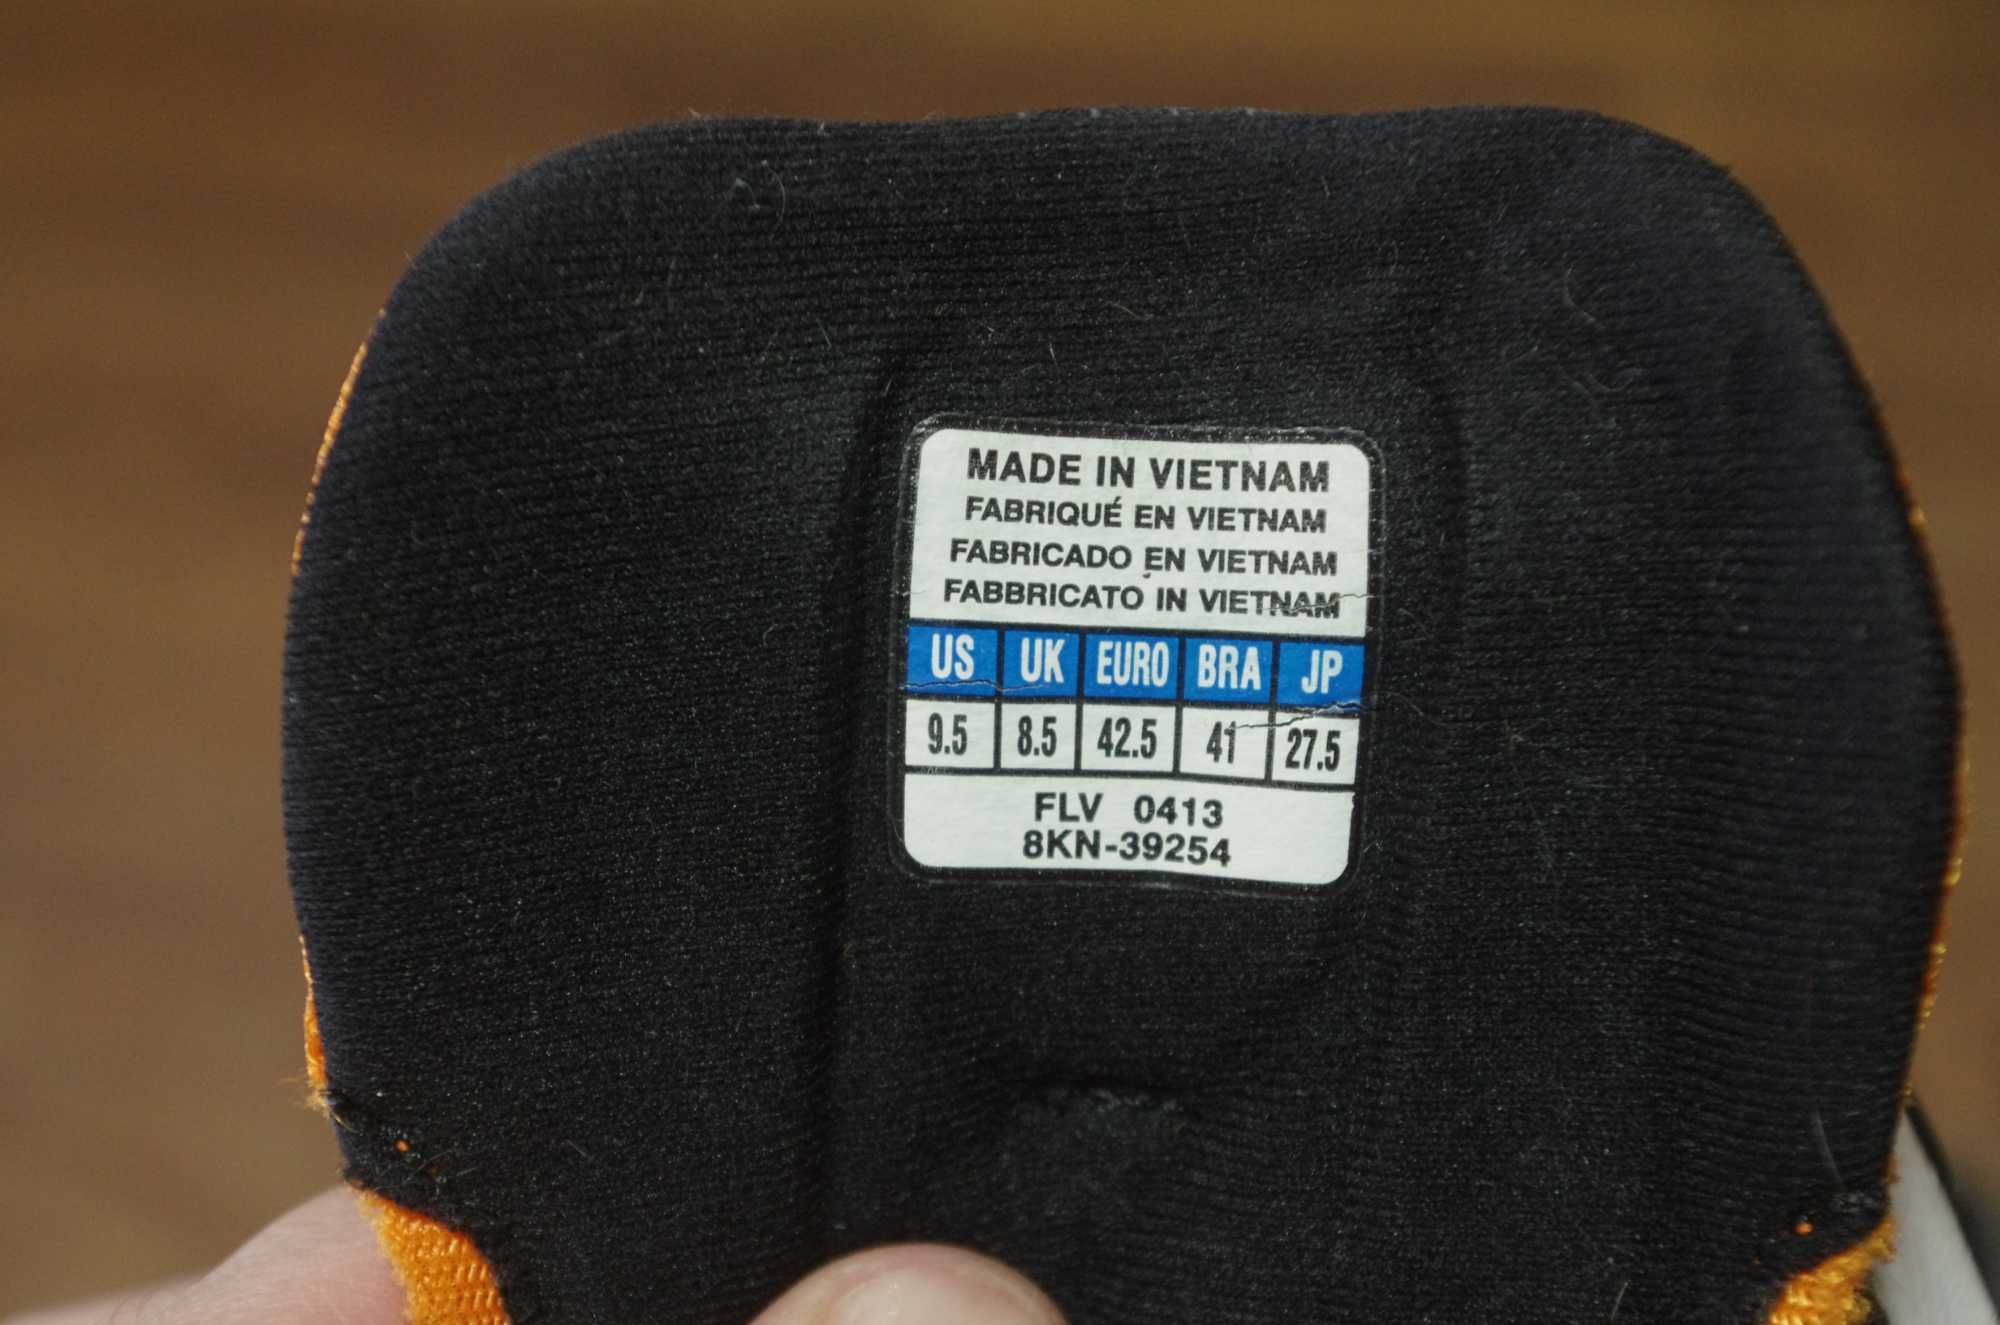 MADE IN VIETNAM
FABRIQUÉ EN VIETNAM
FABRICADO EN VIETNAM
FABBRICATO IN VIETNAM
US UK EURO BRA JP
9.5 8.5 42.5 41 27.5
FLV 0413
8KN-39254